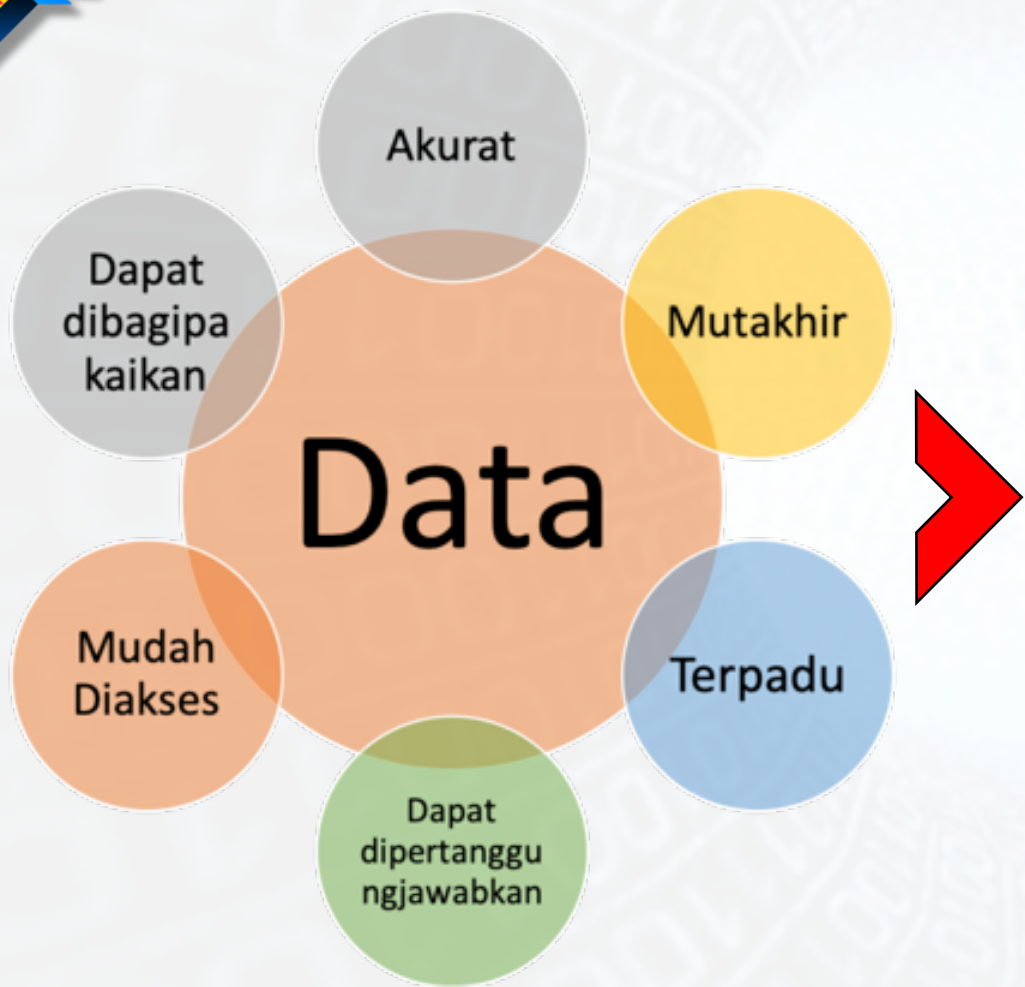 Akurat
Dapat
dibagipa
kaikan
Mutakhir
Data
Mudah
Diakses
Terpadu
Dapat
dipertanggu
ngjawabkan